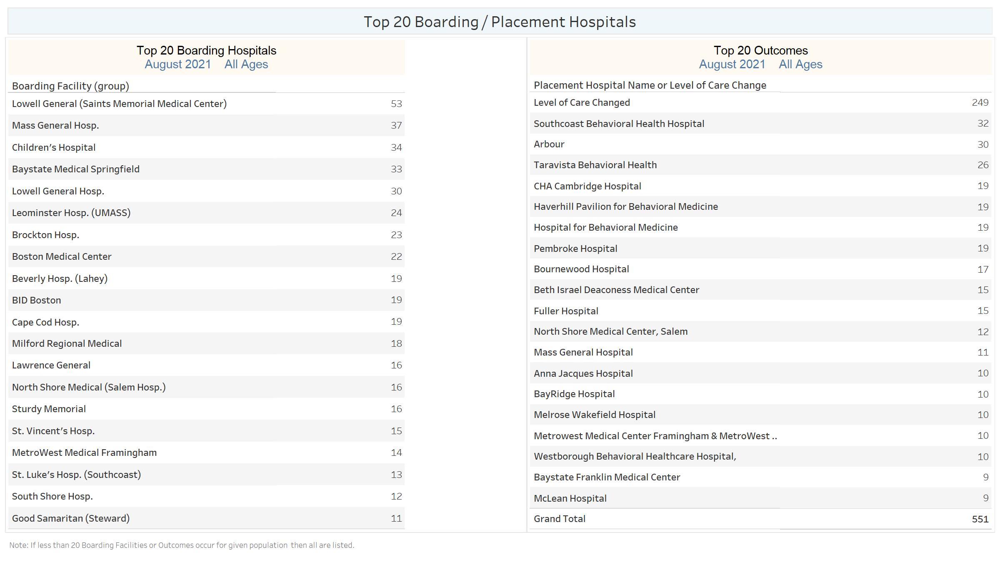 Top 20 Boarding / Placement Hospitals
Top 20 Boarding Hospitals
August 2021 All Ages
Boarding Facility (group)
Lowell General (Saints Memorial Medical Center) 53
Mass General Hosp. 37
Children's Hospital 34
Baystate Medical Springfield 33
Lowell General Hosp. 30
Leominster Hosp. (UMASS) 24
Brockton Hosp. 23
Boston Medical Center 22
Beverly Hosp. (Lahey) 19
BID Boston 19
Cape Cod Hosp. 19
Milford Regional Medical 18
Lawrence General 16
North Shore Medical (Salem Hosp.) 16
Sturdy Memorial 16
St. Vincent's Hosp. 15
MetroWest Medical Framingham 14
St. Luke's Hosp. (Southcoast) 13
South Shore Hosp. 12
Good Samaritan (Steward) 11
Top 20 Outcomes
August 2021 All Ages
Placement Hospital Name or Level of Care Change
Level of Care Changed 249
Southcoast Behavioral Health Hospital 32
Arbour 30
Taravista Behavioral Health 26
CHA Cambridge Hospital 19
Haverhill Pavilion for Behavioral Medicine 19
Hospital for Behavioral Medicine 19
Pembroke Hospital 19
Bournewood Hospital 17
Beth Israel Deaconess Medical Center 15
Fuller Hospital 15
North Shore Medical Center, Salem 12
Mass General Hospital 11
Anna Jacques Hospital 10
BayRidge Hospital 10
Melrose Wakefield Hospital 10
Metrowest Medical Center Framingham & MetroWest .. 10
Westborough Behavioral Healthcare Hospital, 10
Baystate Franklin Medical Center 9
McLean Hospital 9
Grand Total 551
Note: If less than 20 Boarding Facilities or Outcomes occur for given population then all are listed.